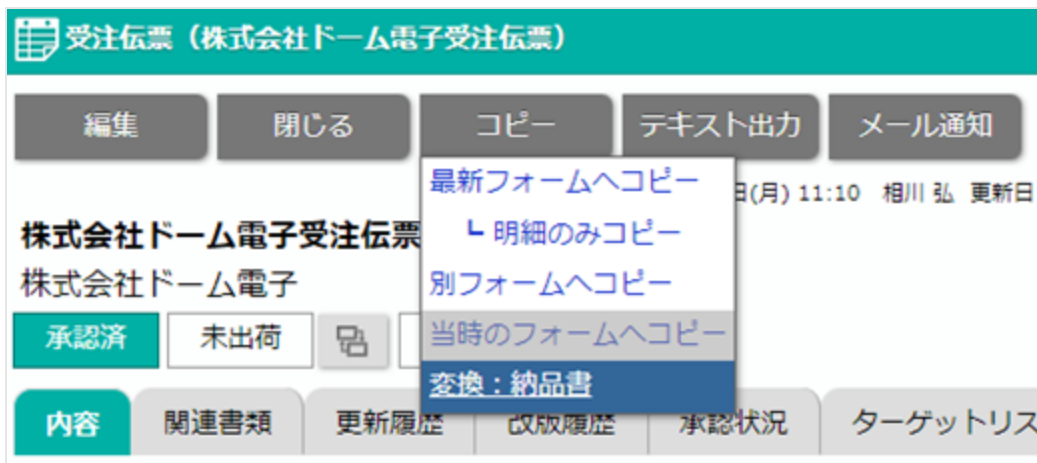 受注伝票（株式会社ドーム電子受注伝票）
編集 閉じる コピー テキスト出力 メール通知
最新フォームへコピー
日(月) 11:10 相川 弘 更新日
┗ 明細のみコピー
株式会社ドーム電子受注伝票
株式会社ドーム電子
別フォームへコピー
承認済 未出荷
当時のフォームへコピー
変換：納品書
内容 関連書類 更新履歴 改版履歴 承認状況 ターゲットリス